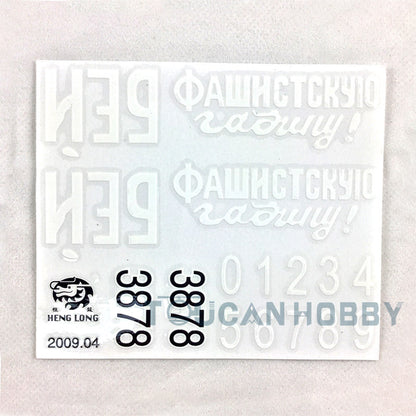 БЕЙ
ФАШИСТСКУЮ
гадину!
БЕЙ
ФАШИСТСКУЮ
гадину!
3878
3878
01234
56789
HENG LONG
2009.04
TOUCAN HOBBY